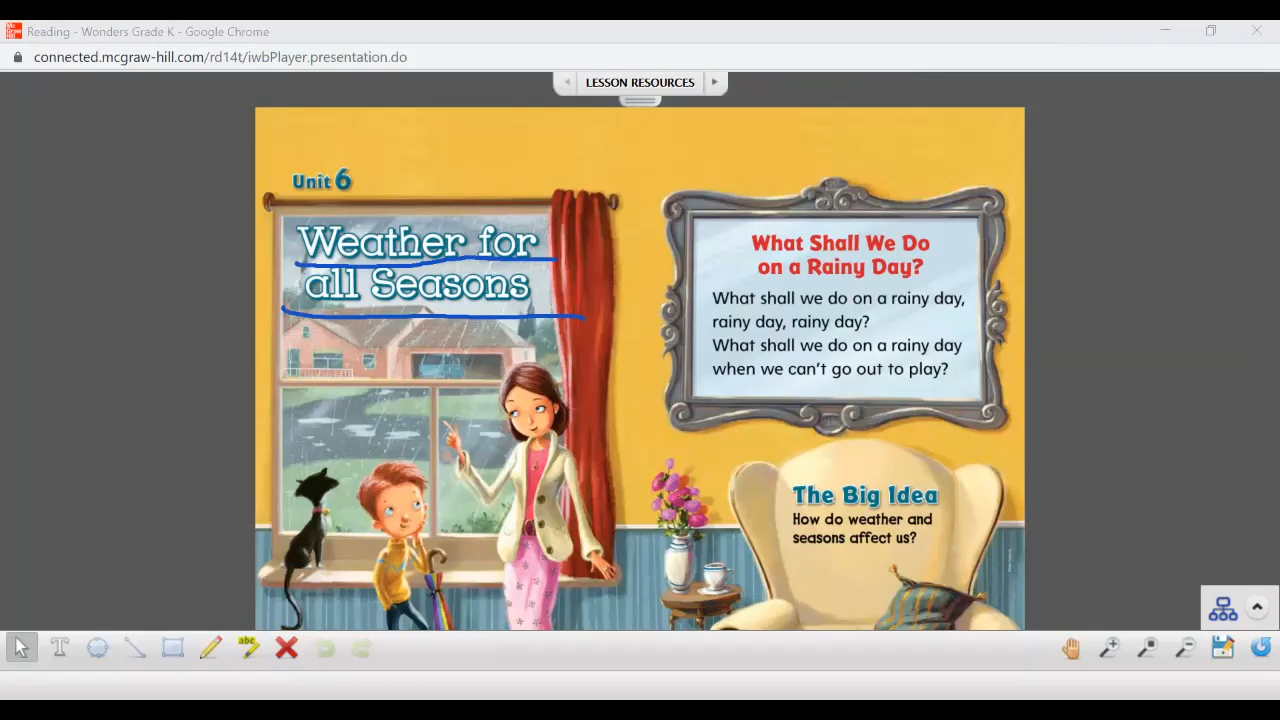 Reading - Wonders Grade K - Google Chrome
connected.mcgraw-hill.com/rd14t/iwbPlayer.presentation.do
LESSON RESOURCES
Unit 6
Weather for
all Seasons
What Shall We Do
on a Rainy Day?
What shall we do on a rainy day,
rainy day, rainy day?
What shall we do on a rainy day
when we can't go out to play?
The Big Idea
How do weather and
seasons affect us?
T
abc